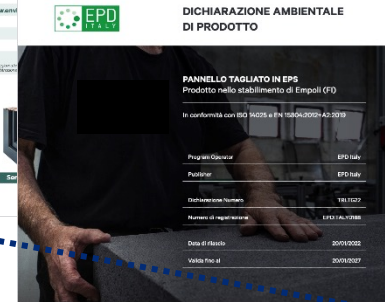 EPD
ITALY
DICHIARAZIONE AMBIENTALE
DI PRODOTTO
PANNELLO TAGLIATO IN EPS
Prodotto nello stabilimento di Empoli (FI)
In conformità con ISO 14025 e EN 15804:2012+A2:2019
Program Operator EPD Italy
Publisher EPD Italy
Dichiarazione Numero
Numero di registrazione
Data di rilascio 20/01/2022
Valida fino al 20/01/2027